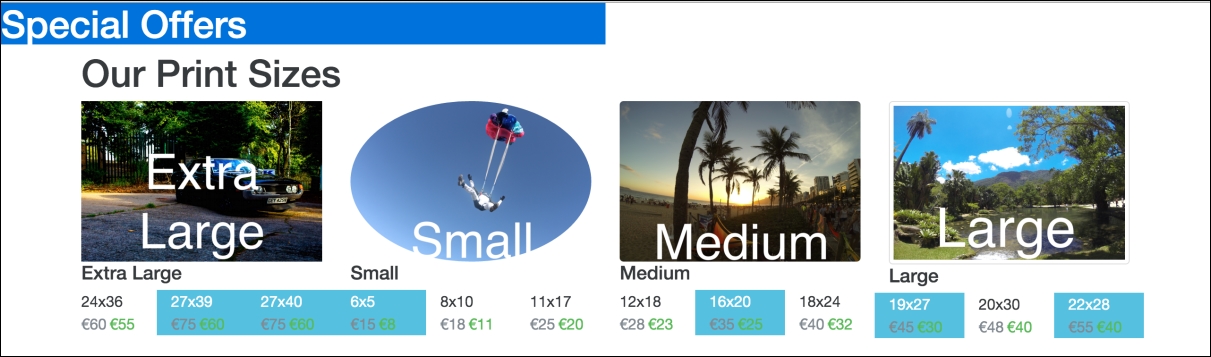 Special Offers
Our Print Sizes
Extra
Large
Small
Medium
Large
Extra Large
Small
Medium
Large
24x36 27x39 27x40 6x5 8x10 11x17 12x18 16x20 18x24 19x27 20x30 22x28
€60 €55 €75 €60 €75 €60 €15 €8 €18 €11 €25 €20 €28 €23 €35 €25 €40 €32 €45 €30 €48 €40 €55 €40